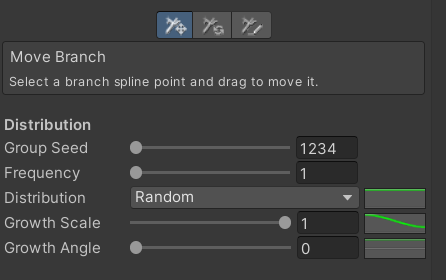 Move Branch
Select a branch spline point and drag to move it.
Distribution
Group Seed 1234
Frequency 1
Distribution Random
Growth Scale 1
Growth Angle 0